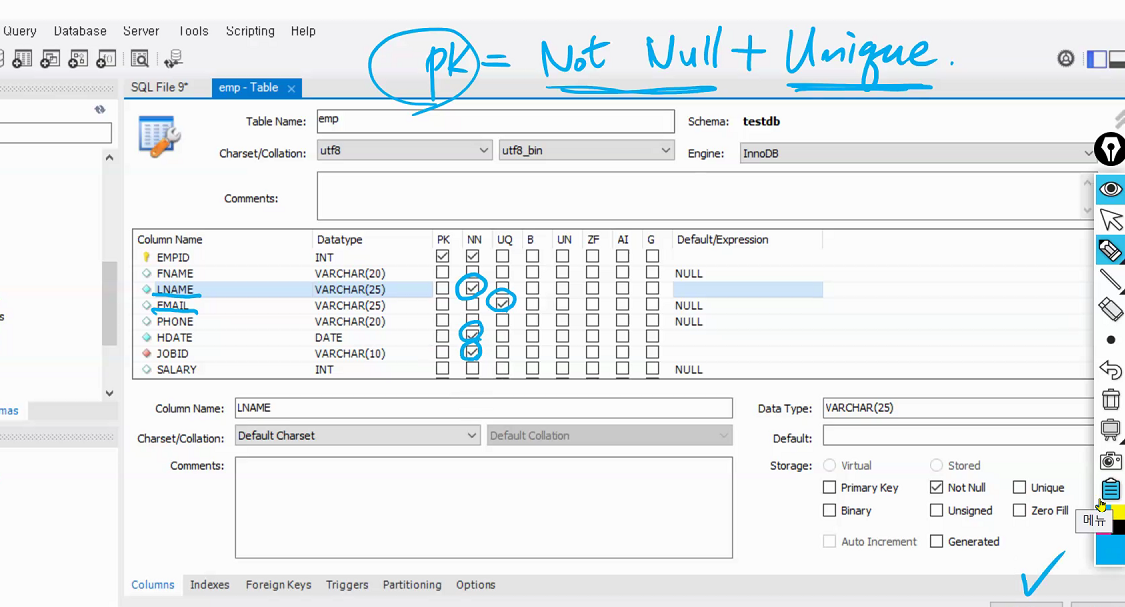 Query Database Server Tools Scripting Help
pk = Not Null + Unique.
SQL File 9* emp - Table ×
Table Name: emp Schema: testdb
Charset/Collation: utf8 utf8_bin Engine: InnoDB
Comments:
Column Name Datatype PK NN UQ B UN ZF AI G Default/Expression
EMPID INT
FNAME VARCHAR(20) NULL
LNAME VARCHAR(25)
EMAIL VARCHAR(25) NULL
PHONE VARCHAR(20) NULL
HDATE DATE
JOBID VARCHAR(10)
s
SALARY INT NULL
mas
Column Name: LNAME Data Type: VARCHAR(25)
Charset/Collation: Default Charset Default Collation Default:
Comments: Storage: Virtual Stored
Primary Key Not Null Unique
Binary Unsigned Zero Fill
메뉴
Auto Increment Generated
Columns Indexes Foreign Keys Triggers Partitioning Options